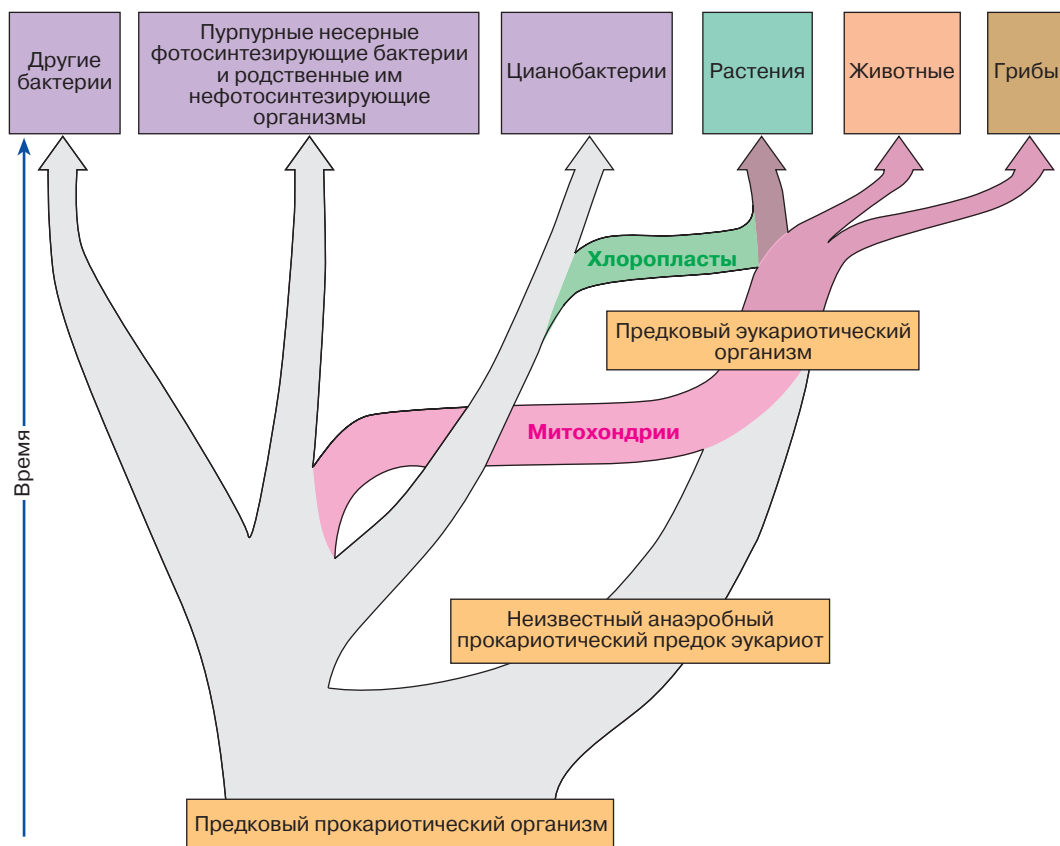 Другие
бактерии
Пурпурные несерные
фотосинтезирующие бактерии
и родственные им
нефотосинтезирующие
организмы
Цианобактерии
Растения
Животные
Грибы
Хлоропласты
Предковый эукариотический
организм
Митохондрии
Время
Неизвестный анаэробный
прокариотический предок эукариот
Предковый прокариотический организм